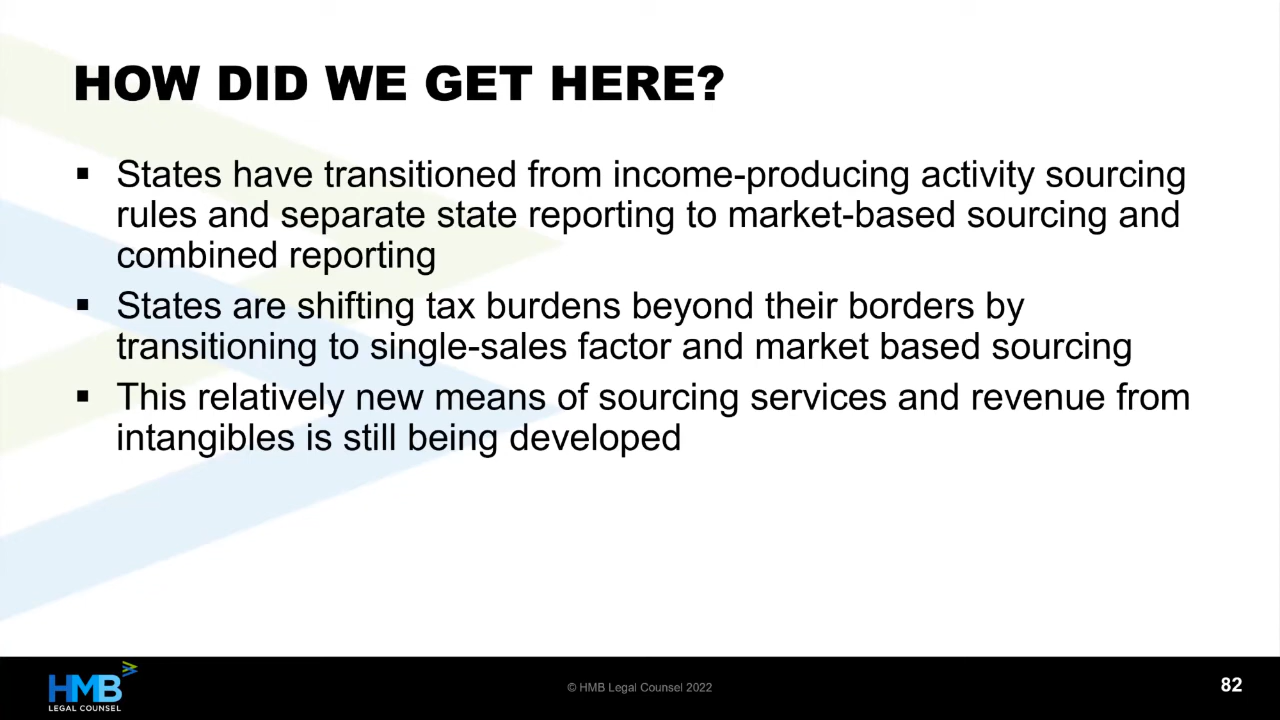 HOW DID WE GET HERE?
▪ States have transitioned from income-producing activity sourcing
rules and separate state reporting to market-based sourcing and
combined reporting
▪ States are shifting tax burdens beyond their borders by
transitioning to single-sales factor and market based sourcing
▪ This relatively new means of sourcing services and revenue from
intangibles is still being developed
HMB
LEGAL COUNSEL
© HMB Legal Counsel 2022
82